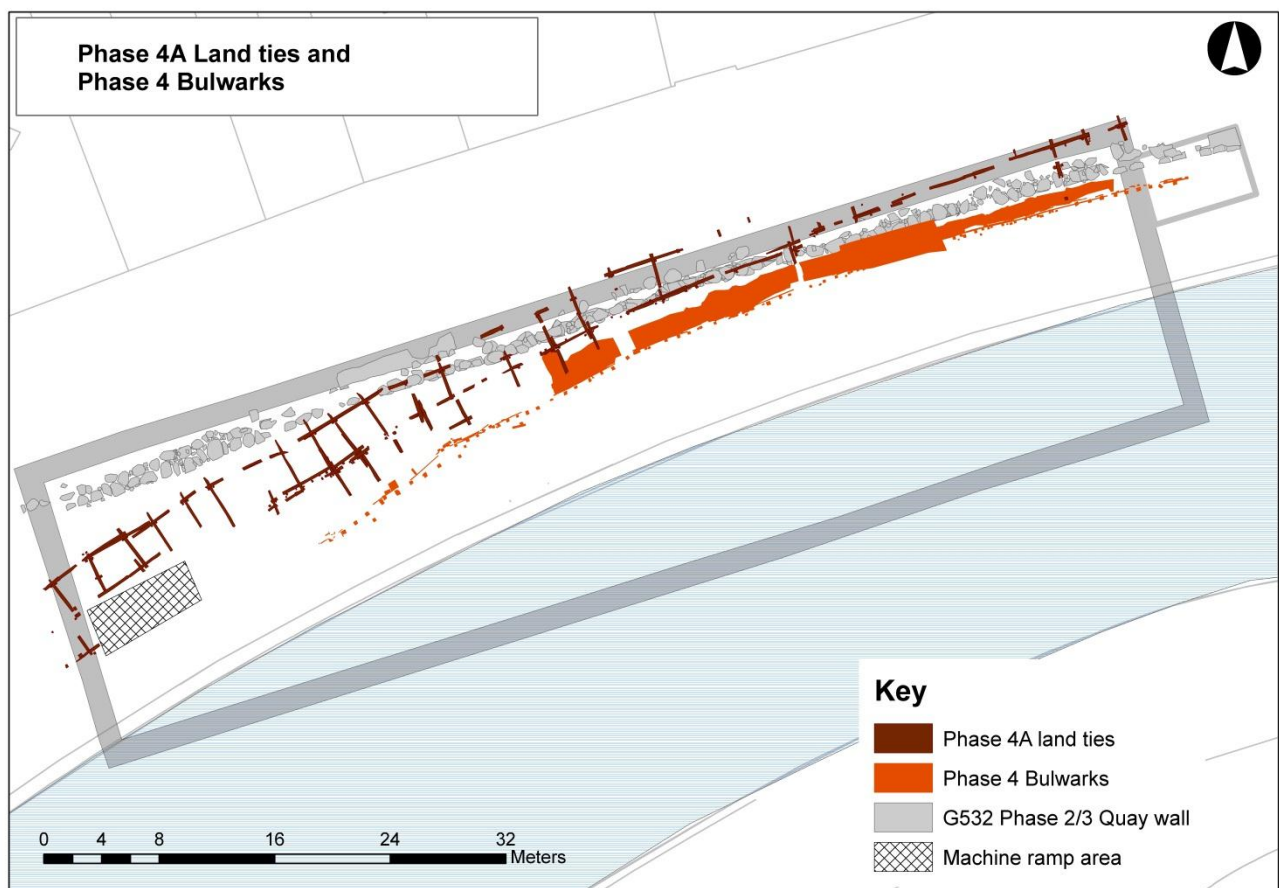 Phase 4A Land ties and
Phase 4 Bulwarks
Key
Phase 4A land ties
Phase 4 Bulwarks
G532 Phase 2/3 Quay wall
Machine ramp area
0 4 8 16 24 32
Meters